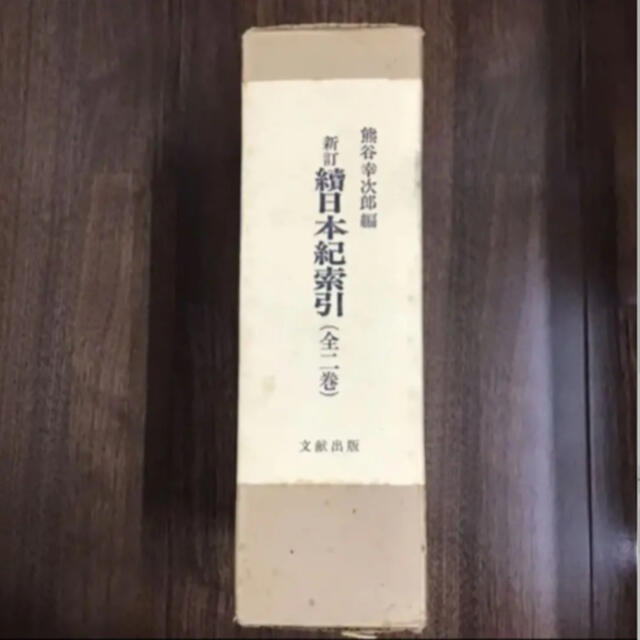 熊谷幸次郎編
新訂 續日本紀索引(全二巻)
文献出版